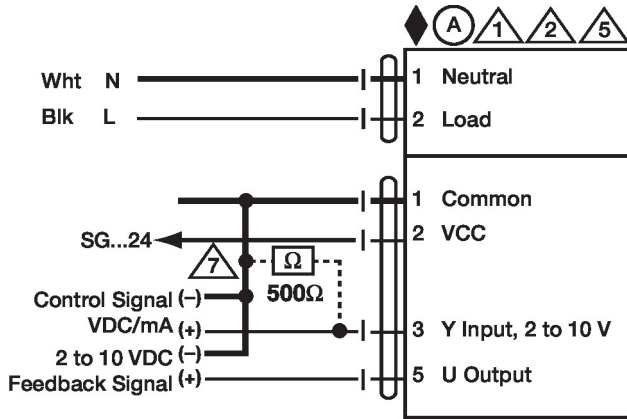 A 1 2 5
Wht N 1 Neutral
Blk L 2 Load
1 Common
SG...24 2 VCC
7 Ω
500Ω
Control Signal (–)
VDC/mA (+) 3 Y Input, 2 to 10 V
2 to 10 VDC (–)
Feedback Signal (+) 5 U Output